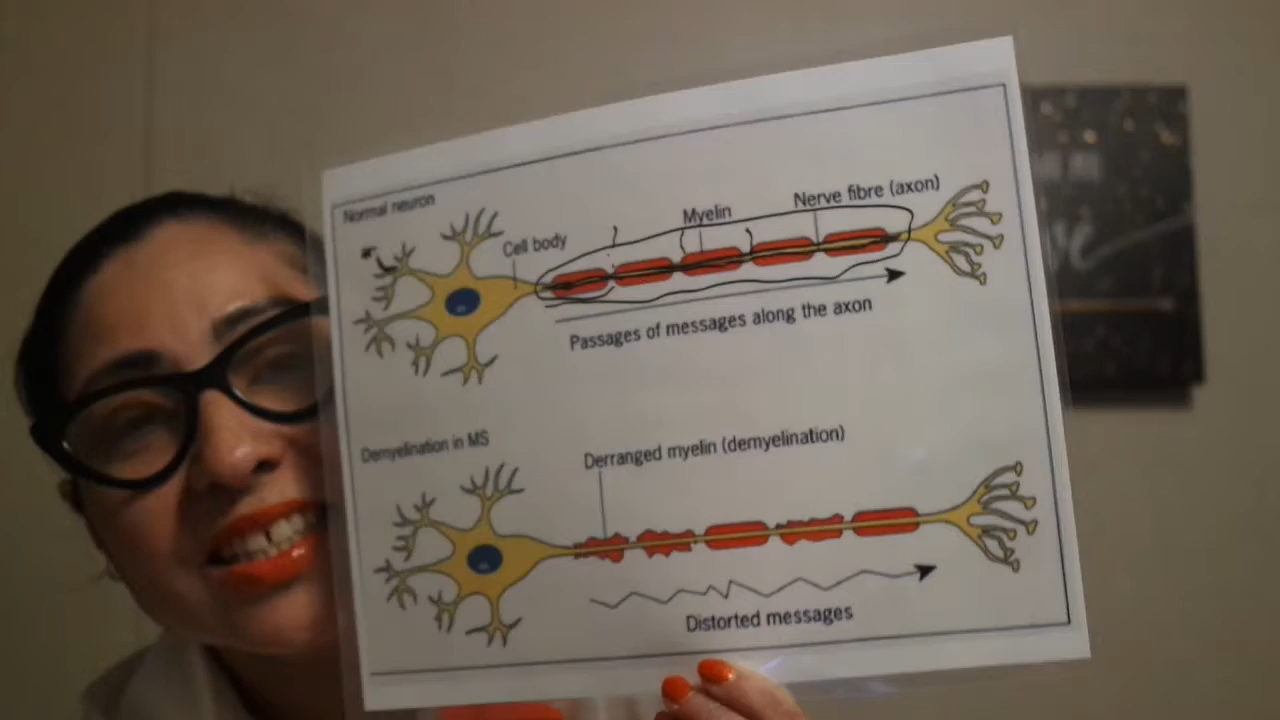 Normal neuron
Cell body
Myelin
Nerve fibre (axon)
Passages of messages along the axon
Demyelination in MS
Derranged myelin (demyelination)
Distorted messages